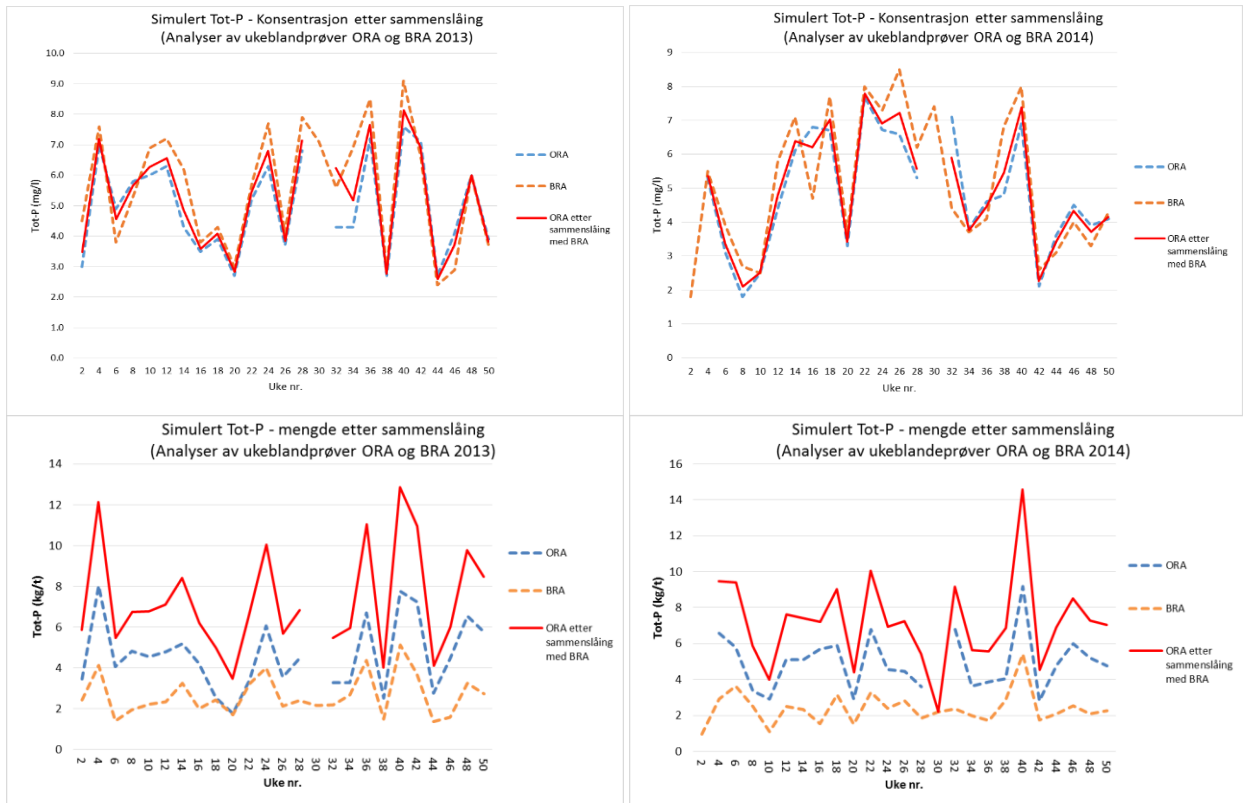 Simulert Tot-P - Konsentrasjon etter sammenslåing
(Analyser av ukeblandprøver ORA og BRA 2013)
10.0
9.0
8.0
7.0
6.0
5.0
4.0
3.0
2.0
1.0
0.0
Tot-P (mg/l)
2 4 6 8 10 12 14 16 18 20 22 24 26 28 30 32 34 36 38 40 42 44 46 48 50
Uke nr.
ORA
BRA
ORA etter
sammenslåing
med BRA
Simulert Tot-P - Konsentrasjon etter sammenslåing
(Analyser av ukeblandprøver ORA og BRA 2014)
9
8
7
6
5
4
3
2
1
0
Tot-P (mg/l)
2 4 6 8 10 12 14 16 18 20 22 24 26 28 30 32 34 36 38 40 42 44 46 48 50
Uke nr.
ORA
BRA
ORA etter
sammenslåing
med BRA
Simulert Tot-P - mengde etter sammenslåing
(Analyser av ukeblandprøver ORA og BRA 2013)
14
12
10
8
6
4
2
0
Tot-P (kg/t)
2 4 6 8 10 12 14 16 18 20 22 24 26 28 30 32 34 36 38 40 42 44 46 48 50
Uke nr.
ORA
BRA
ORA etter
sammenslåing
med BRA
Simulert Tot-P - mengde etter sammenslåing
(Analyser av ukeblandeprøver ORA og BRA 2014)
16
14
12
10
8
6
4
2
0
Tot-P (kg/t)
2 4 6 8 10 12 14 16 18 20 22 24 26 28 30 32 34 36 38 40 42 44 46 48 50
Uke nr.
ORA
BRA
ORA etter
sammenslåing
med BRA